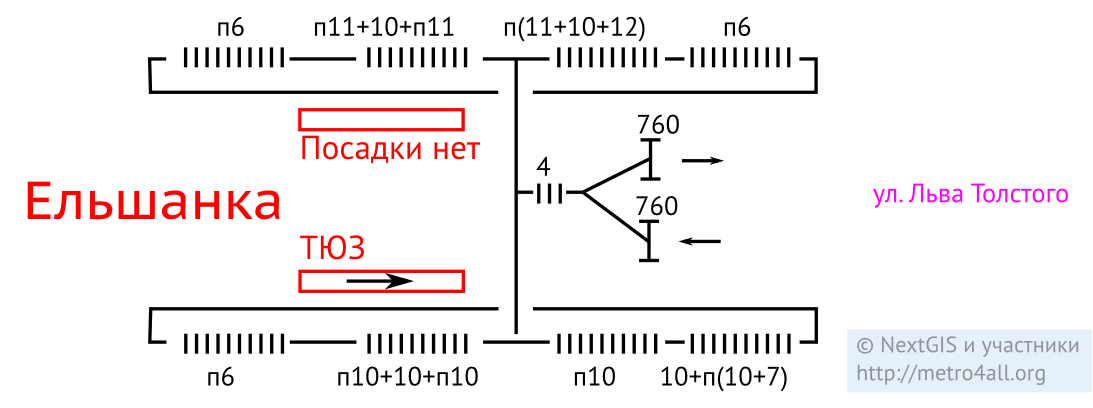 п6 п11+10+п11 п(11+10+12) п6
Посадки нет
760
4
Ельшанка
ул. Льва Толстого
760
ТЮЗ
п6 п10+10+п10 п10 10+п(10+7)
© NextGIS и участники
http://metro4all.org